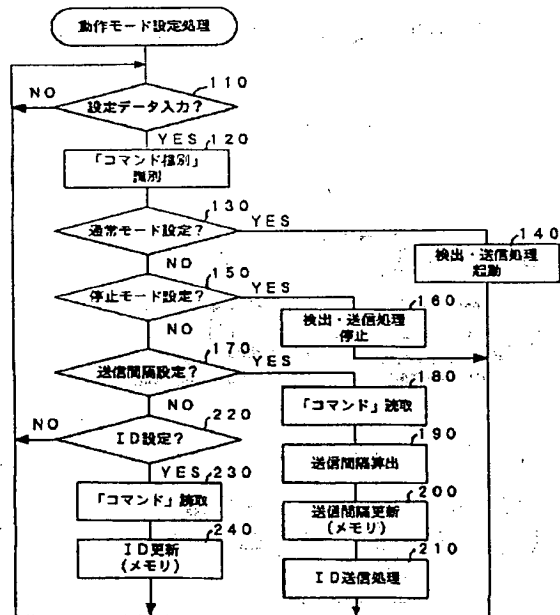 動作モード設定処理
110
NO
設定データ入力?
YES 120
「コマンド種別」
識別
130
通常モード設定?
YES
140
NO
検出・送信処理
起動
150
停止モード設定?
YES
160
NO
検出・送信処理
停止
170
送信間隔設定?
YES
180
NO
220
「コマンド」読取
NO
ID設定?
190
YES 230
送信間隔算出
「コマンド」読取
200
送信間隔更新
(メモリ)
240
ID更新
(メモリ)
210
ID送信処理